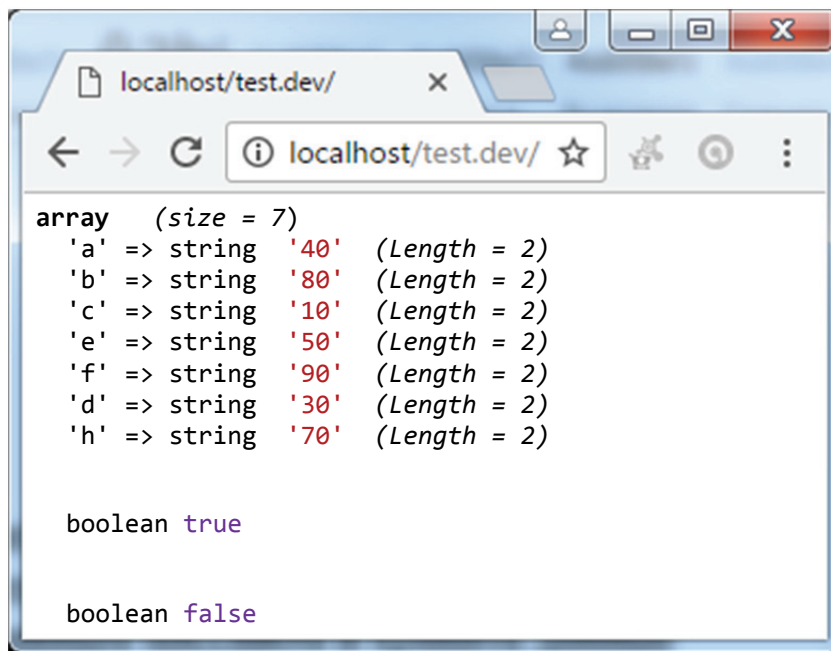 localhost/test.dev/
localhost/test.dev/
array (size = 7)
'a' => string '40' (Length = 2)
'b' => string '80' (Length = 2)
'c' => string '10' (Length = 2)
'e' => string '50' (Length = 2)
'f' => string '90' (Length = 2)
'd' => string '30' (Length = 2)
'h' => string '70' (Length = 2)
boolean true
boolean false